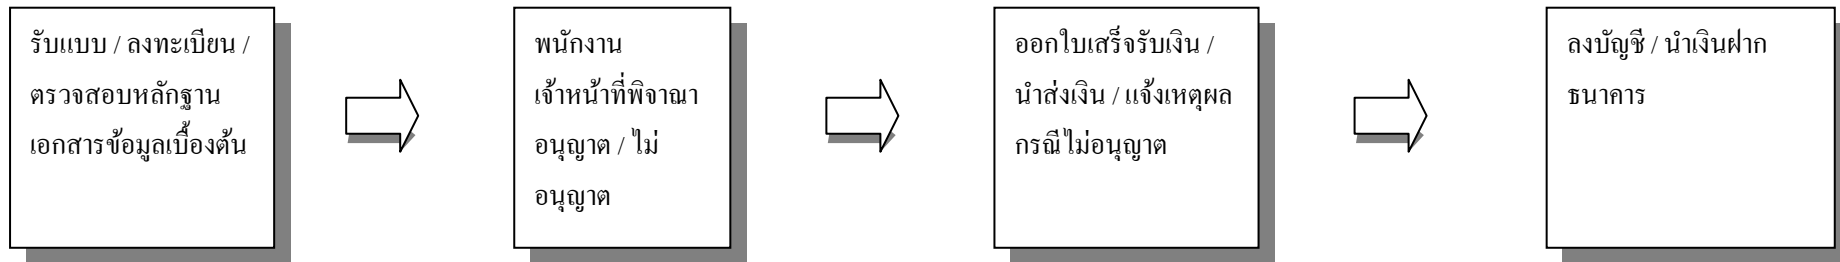 รับแบบ / ลงทะเบียน /
ตรวจสอบหลักฐาน
เอกสารข้อมูลเบื้องต้น
พนักงาน
เจ้าหน้าที่พิจาณา
อนุญาต / ไม่
อนุญาต
ออกใบเสร็จรับเงิน /
นำส่งเงิน / แจ้งเหตุผล
กรณีไม่อนุญาต
ลงบัญชี / นำเงินฝาก
ธนาคาร